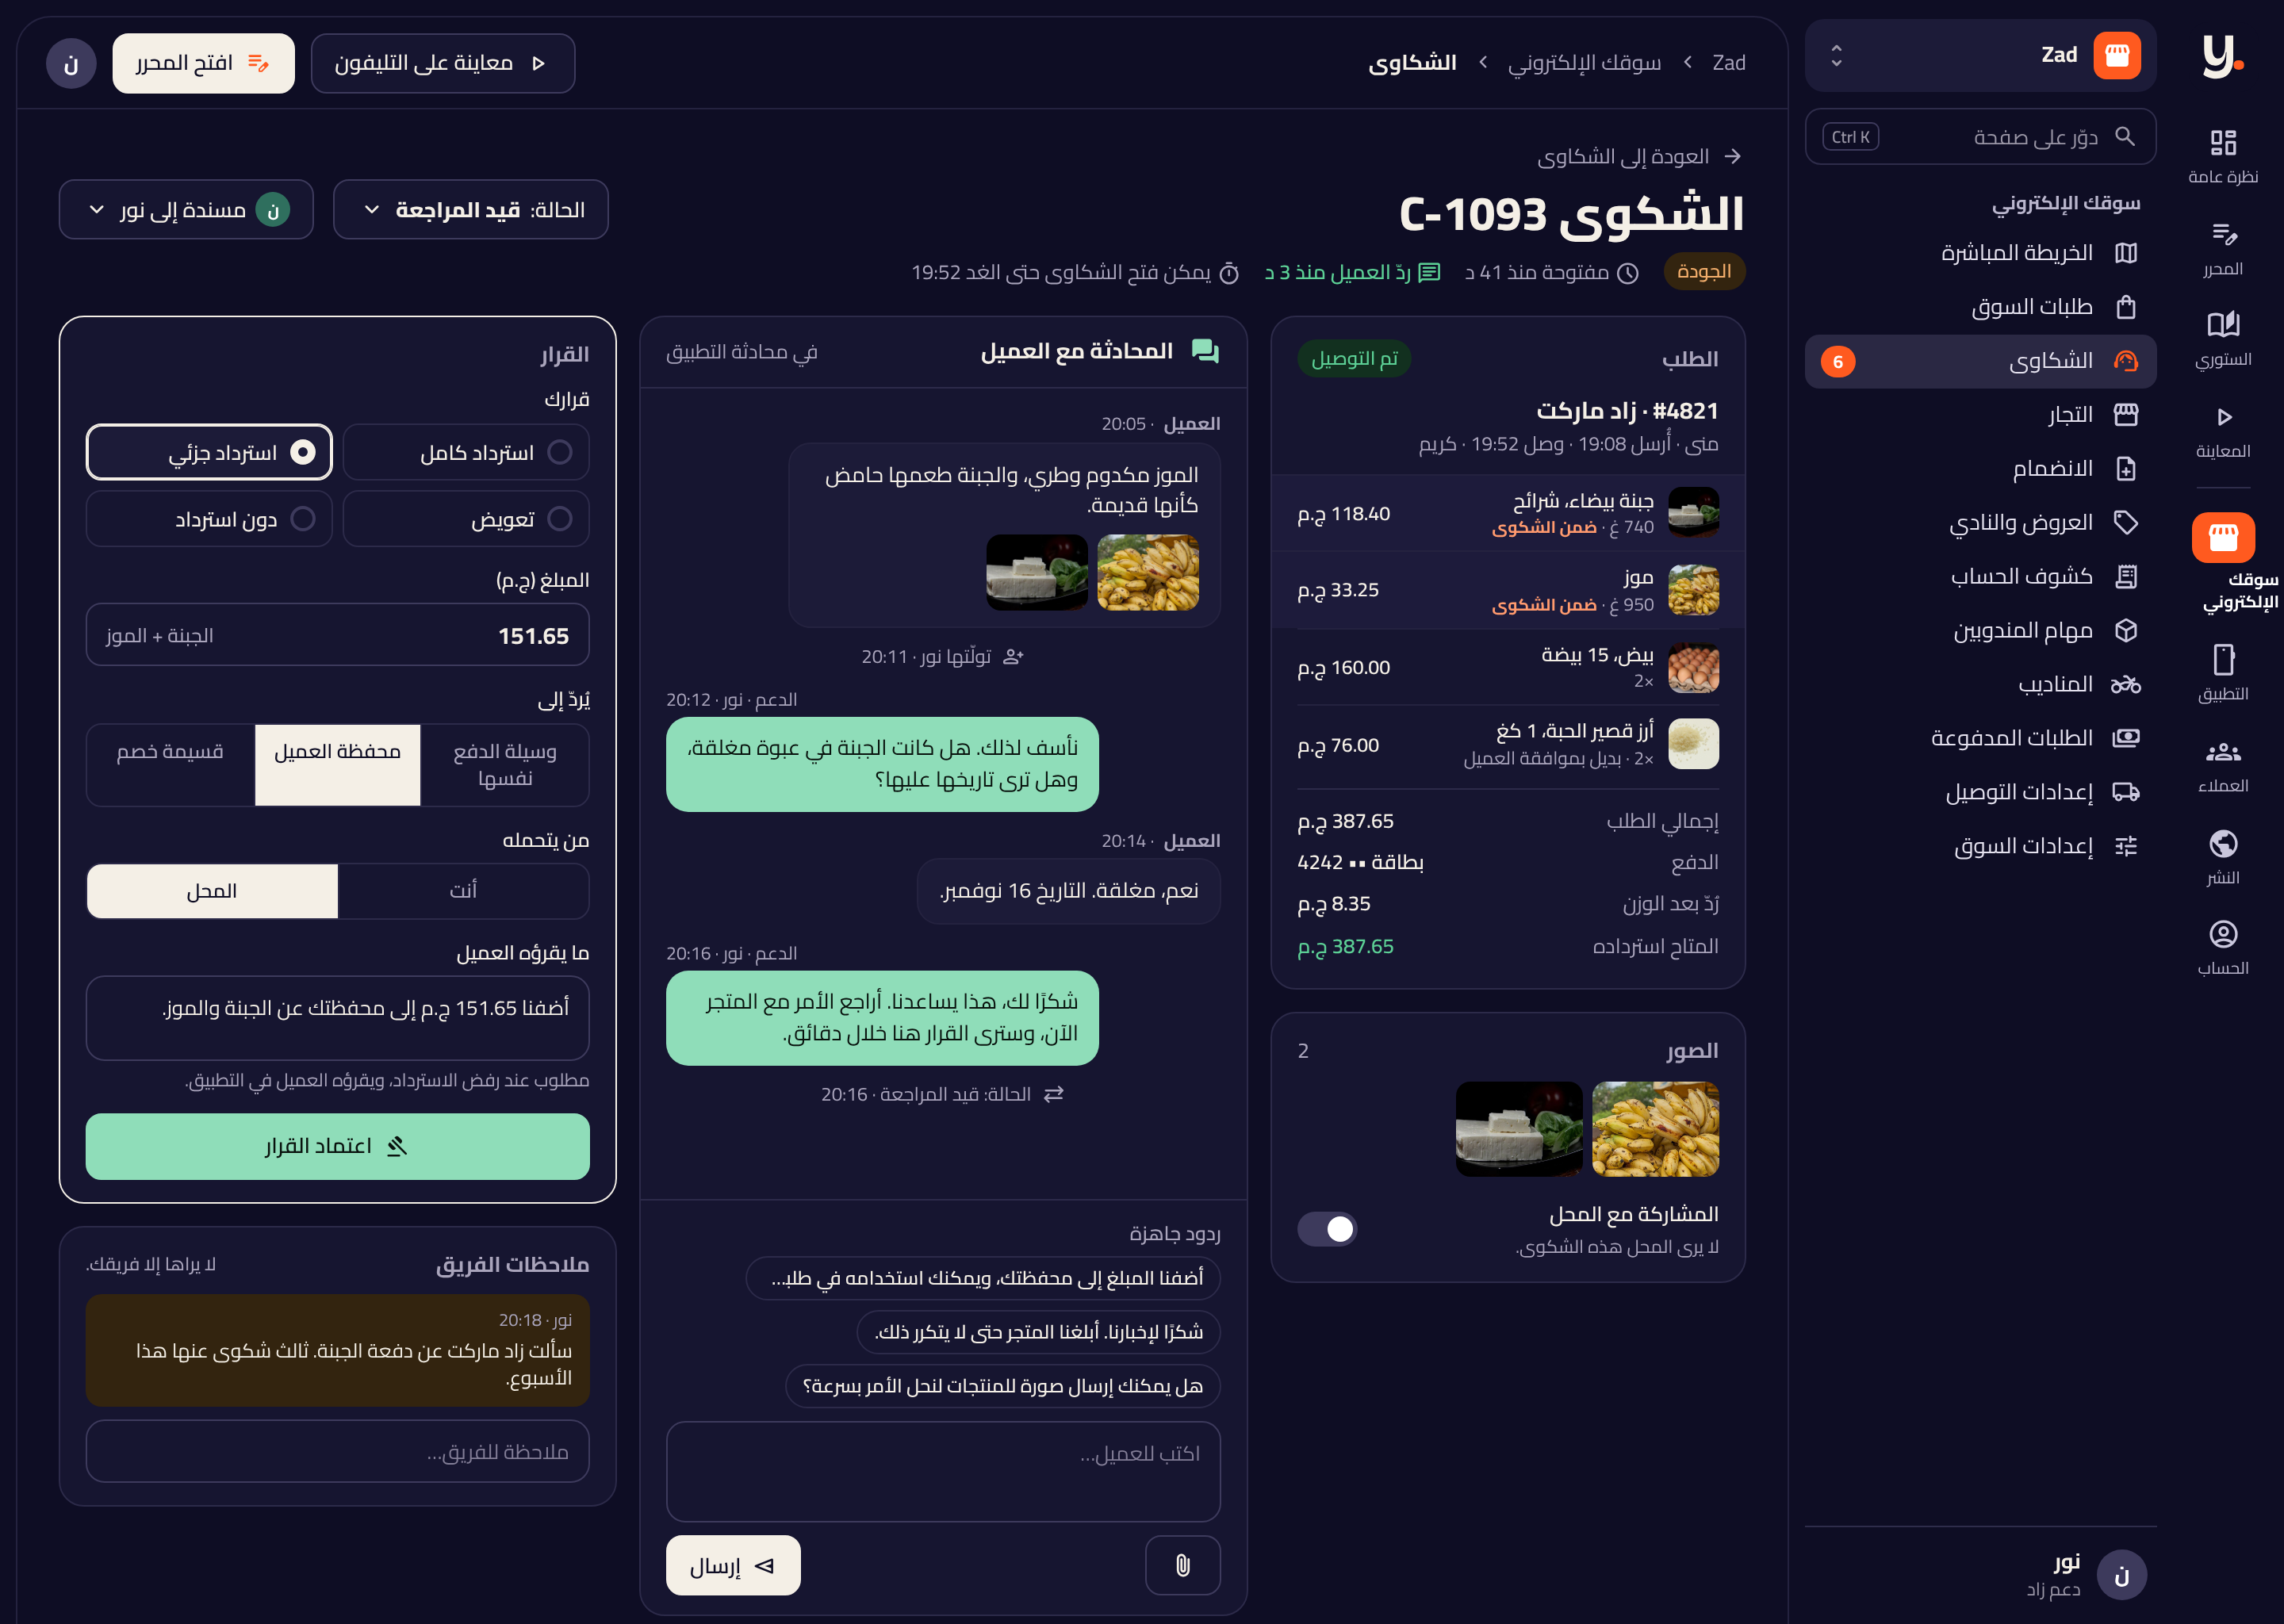 y.
نظرة عامة
المحرر
الستوري
المعاينة
سوقك
الإلكتروني
التطبيق
العملاء
النشر
الحساب
Zad
دوّر على صفحة
Ctrl K
سوقك الإلكتروني
الخريطة المباشرة
طلبات السوق
الشكاوى
6
التجار
الانضمام
العروض والنادي
كشوف الحساب
مهام المندوبين
المناديب
الطلبات المدفوعة
إعدادات التوصيل
إعدادات السوق
ن
نور
دعم زاد
Zad
سوقك الإلكتروني
الشكاوى
معاينة على التليفون
افتح المحرر
ن
العودة إلى الشكاوى
الشكوى C-1093
الحالة: قيد المراجعة
ن مسندة إلى نور
الجودة
مفتوحة منذ 41 د
ردّ العميل منذ 3 د
يمكن فتح الشكاوى حتى الغد 19:52
الطلب
تم التوصيل
#4821 · زاد ماركت
منى · أُرسل 19:08 · وصل 19:52 · كريم
جبنة بيضاء، شرائح
740 غ · ضمن الشكوى
118.40 ج.م
موز
950 غ · ضمن الشكوى
33.25 ج.م
بيض، 15 بيضة
×2
160.00 ج.م
أرز قصير الحبة، 1 كغ
×2 · بديل بموافقة العميل
76.00 ج.م
إجمالي الطلب
387.65 ج.م
الدفع
بطاقة •• 4242
رُدّ بعد الوزن
8.35 ج.م
المتاح استرداده
387.65 ج.م
الصور
2
المشاركة مع المحل
لا يرى المحل هذه الشكوى.
المحادثة مع العميل
في محادثة التطبيق
العميل · 20:05
الموز مكدوم وطري، والجبنة طعمها حامض
كأنها قديمة.
تولّتها نور · 20:11
الدعم · نور · 20:12
نأسف لذلك. هل كانت الجبنة في عبوة مغلقة،
وهل ترى تاريخها عليها؟
العميل · 20:14
نعم، مغلقة. التاريخ 16 نوفمبر.
الدعم · نور · 20:16
شكرًا لك، هذا يساعدنا. أراجع الأمر مع المتجر
الآن، وسترى القرار هنا خلال دقائق.
الحالة: قيد المراجعة · 20:16
ردود جاهزة
أضفنا المبلغ إلى محفظتك، ويمكنك استخدامه في طلبـ...
شكرًا لإخبارنا. أبلغنا المتجر حتى لا يتكرر ذلك.
هل يمكنك إرسال صورة للمنتجات لنحل الأمر بسرعة؟
اكتب للعميل...
إرسال
القرار
قرارك
استرداد كامل
استرداد جزئي
تعويض
دون استرداد
المبلغ (ج.م)
151.65
الجبنة + الموز
يُردّ إلى
وسيلة الدفع
نفسها
محفظة العميل
قسيمة خصم
من يتحمله
أنت
المحل
ما يقرؤه العميل
أضفنا 151.65 ج.م إلى محفظتك عن الجبنة والموز.
مطلوب عند رفض الاسترداد، ويقرؤه العميل في التطبيق.
اعتماد القرار
ملاحظات الفريق
لا يراها إلا فريقك.
نور · 20:18
سألت زاد ماركت عن دفعة الجبنة. ثالث شكوى عنها هذا
الأسبوع.
ملاحظة للفريق...